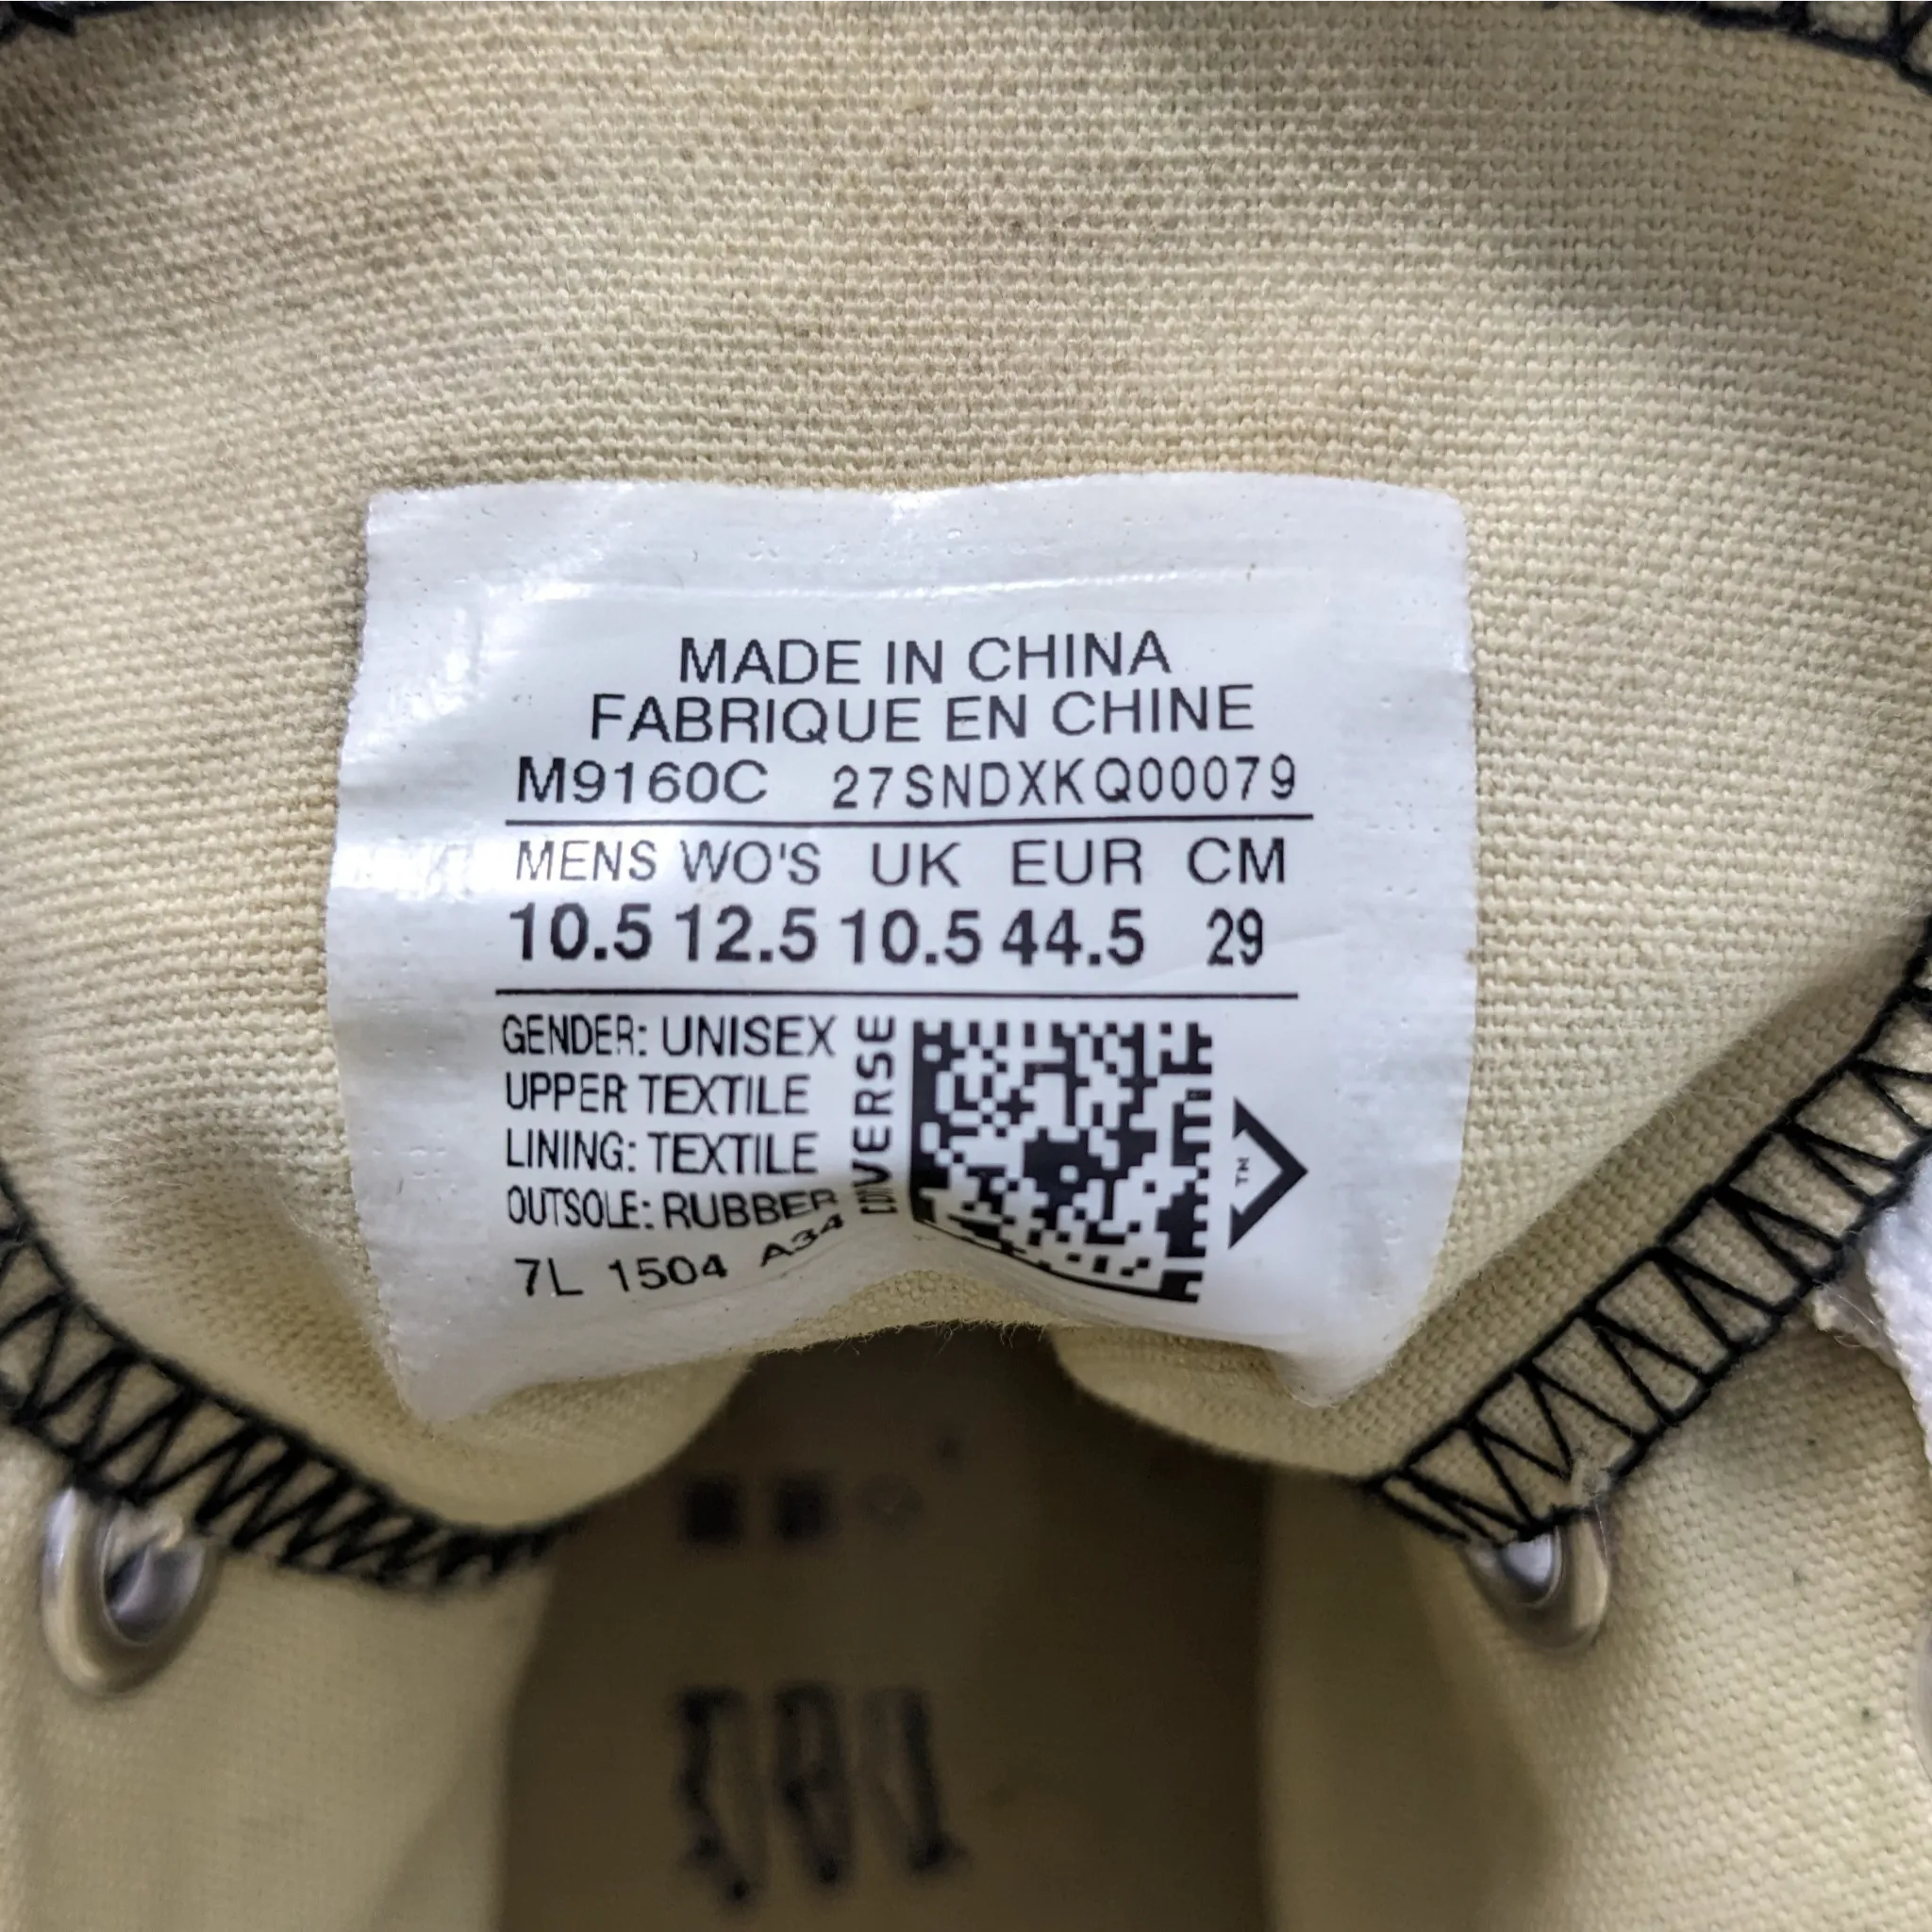 MADE IN CHINA
FABRIQUE EN CHINE
M9160C 27SNDXKQ00079
MENS WO'S UK EUR CM
10.5 12.5 10.5 44.5 29
GENDER: UNISEX
UPPER TEXTILE
LINING: TEXTILE
OUTSOLE: RUBBER
7L 1504 A34
CONVERSE
TM